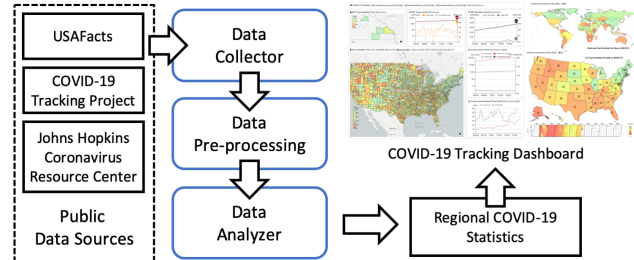 USAFacts
COVID-19
Tracking Project
Johns Hopkins
Coronavirus
Resource Center
Public
Data Sources
Data
Collector
Data
Pre-processing
Data
Analyzer
COVID-19 Tracking Dashboard
Regional COVID-19
Statistics